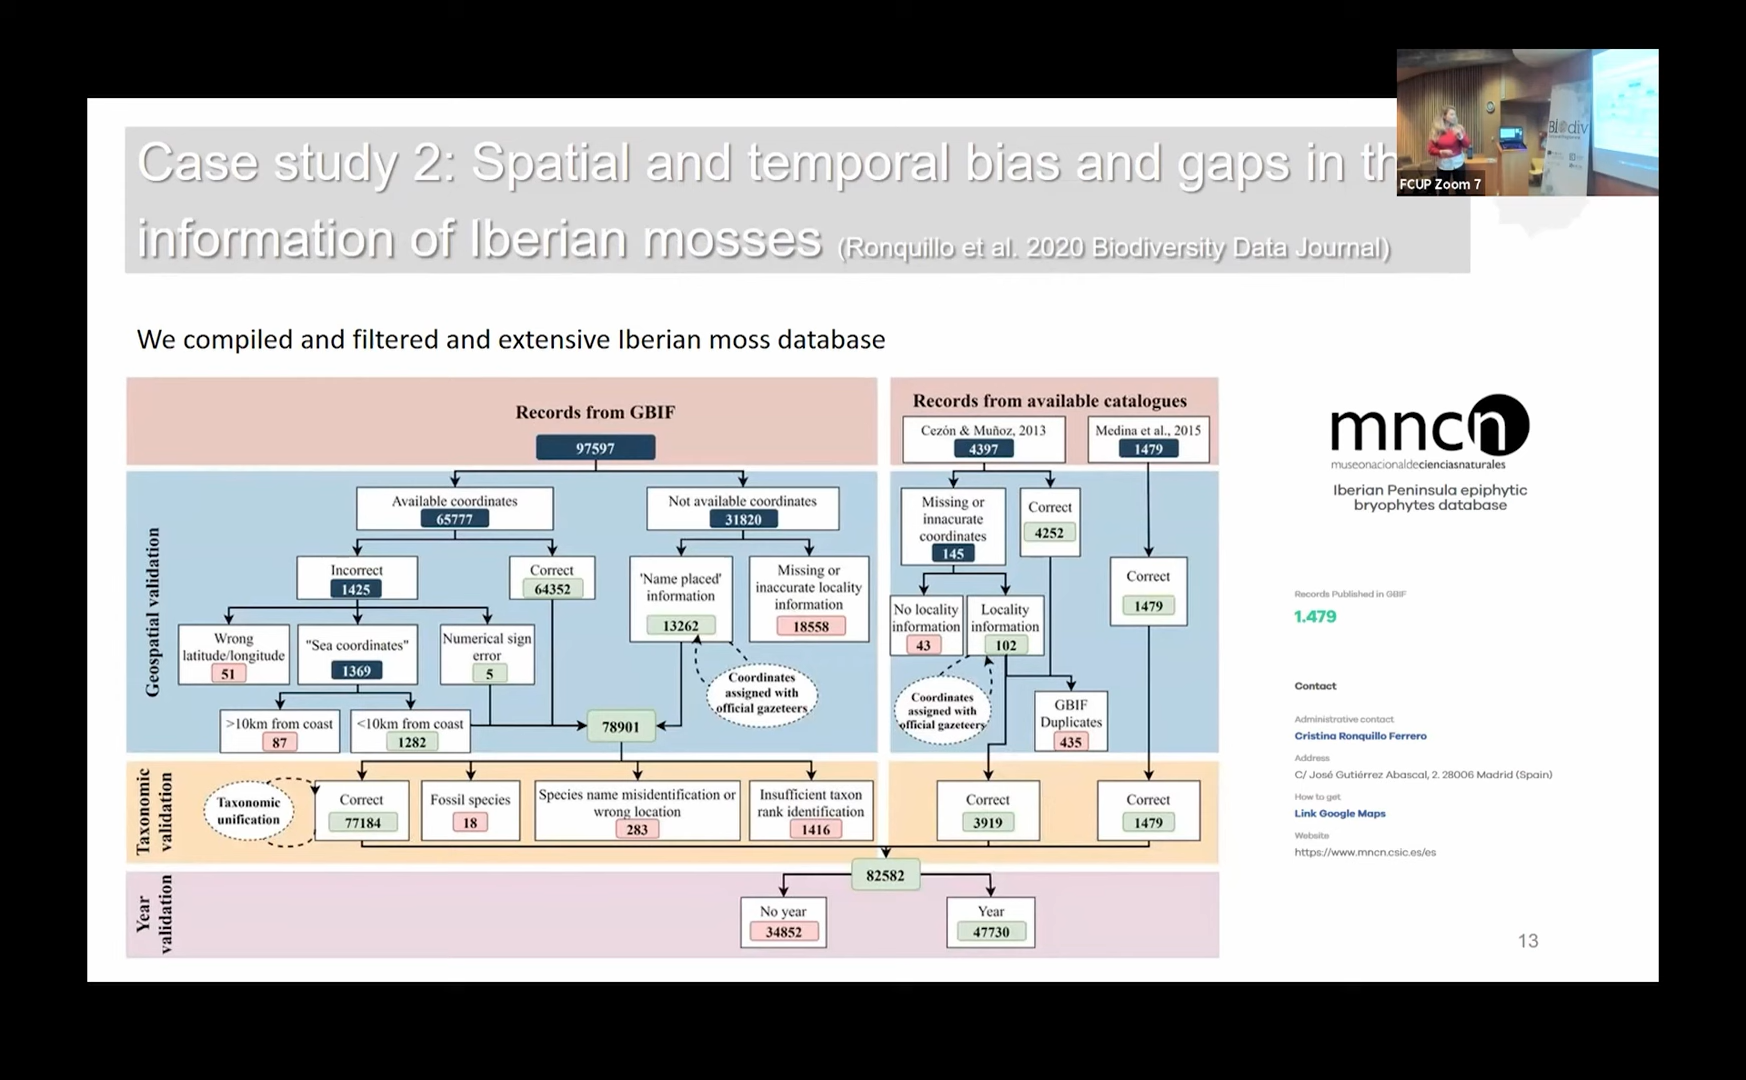 Case study 2: Spatial and temporal bias and gaps in th
information of Iberian mosses (Ronquillo et al. 2020 Biodiversity Data Journal)
FCUP Zoom 7
Biodiv
We compiled and filtered and extensive Iberian moss database
Records from GBIF
97597
Records from available catalogues
Cezón & Muñoz, 2013
4397
Medina et al., 2015
1479
Geospatial validation
Available coordinates
65777
Not available coordinates
31820
Incorrect
1425
Correct
64352
'Name placed'
information
13262
Missing or
inaccurate locality
information
18558
Wrong
latitude/longitude
51
"Sea coordinates"
1369
Numerical sign
error
5
Coordinates
assigned with
official gazeteers
>10km from coast
87
<10km from coast
1282
78901
Missing or
innacurate
coordinates
145
Correct
4252
Correct
1479
No locality
information
43
Locality
information
102
Coordinates
assigned with
official gazeteers
GBIF
Duplicates
435
Taxonomic
validation
Taxonomic
unification
Correct
77184
Fossil species
18
Species name misidentification or
wrong location
283
Insufficient taxon
rank identification
1416
Correct
3919
Correct
1479
82582
Year
validation
No year
34852
Year
47730
mncn
museonacionaldecienciasnaturales
Iberian Peninsula epiphytic
bryophytes database
Records Published in GBIF
1.479
Contact
Administrative contact
Cristina Ronquillo Ferrero
Address
C/ José Gutiérrez Abascal, 2. 28006 Madrid (Spain)
How to get
Link Google Maps
Website
https://www.mncn.csic.es/es
13